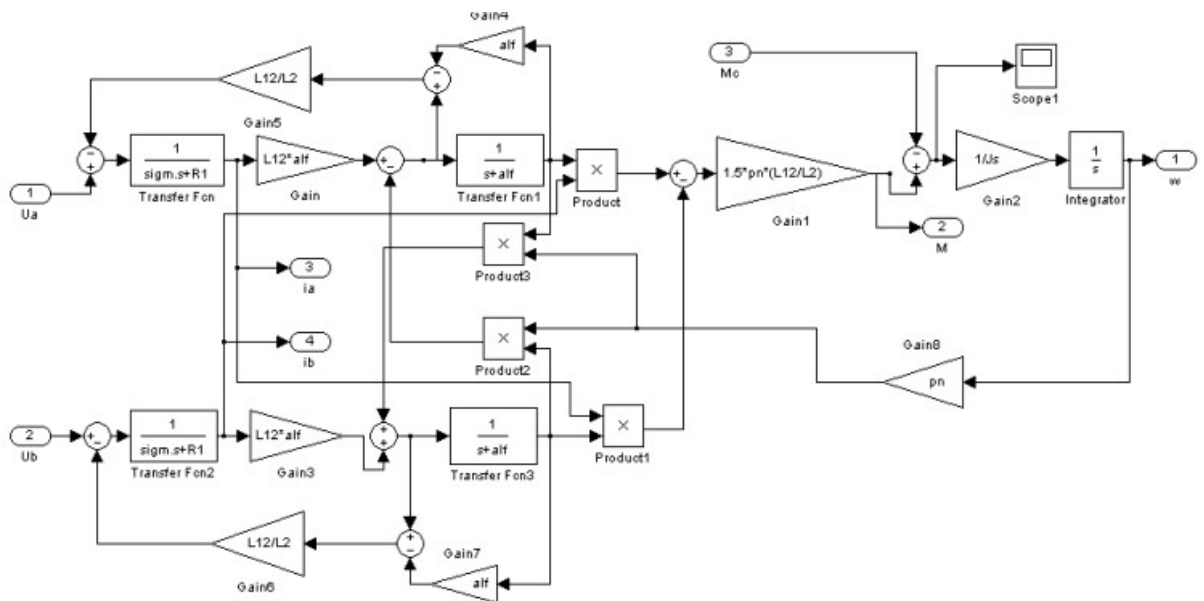 Gain4
alf
3
Mc
L12/L2
−
+
Scope1
Gain5
−
+
1
sigm.s+R1
Transfer Fcn
L12*alf
Gain
+
−
1
s+alf
Transfer Fcn1
×
Product
+
−
1.5*pn*(L12/L2)
Gain1
−
+
1/Js
Gain2
1
s
Integrator
1
w
1
Ua
2
M
×
Product3
3
ia
4
ib
×
Product2
Gain8
pn
2
Ub
+
−
1
sigm.s+R1
Transfer Fcn2
L12*alf
Gain3
+
+
1
s+alf
Transfer Fcn3
×
Product1
L12/L2
Gain6
+
−
Gain7
alf